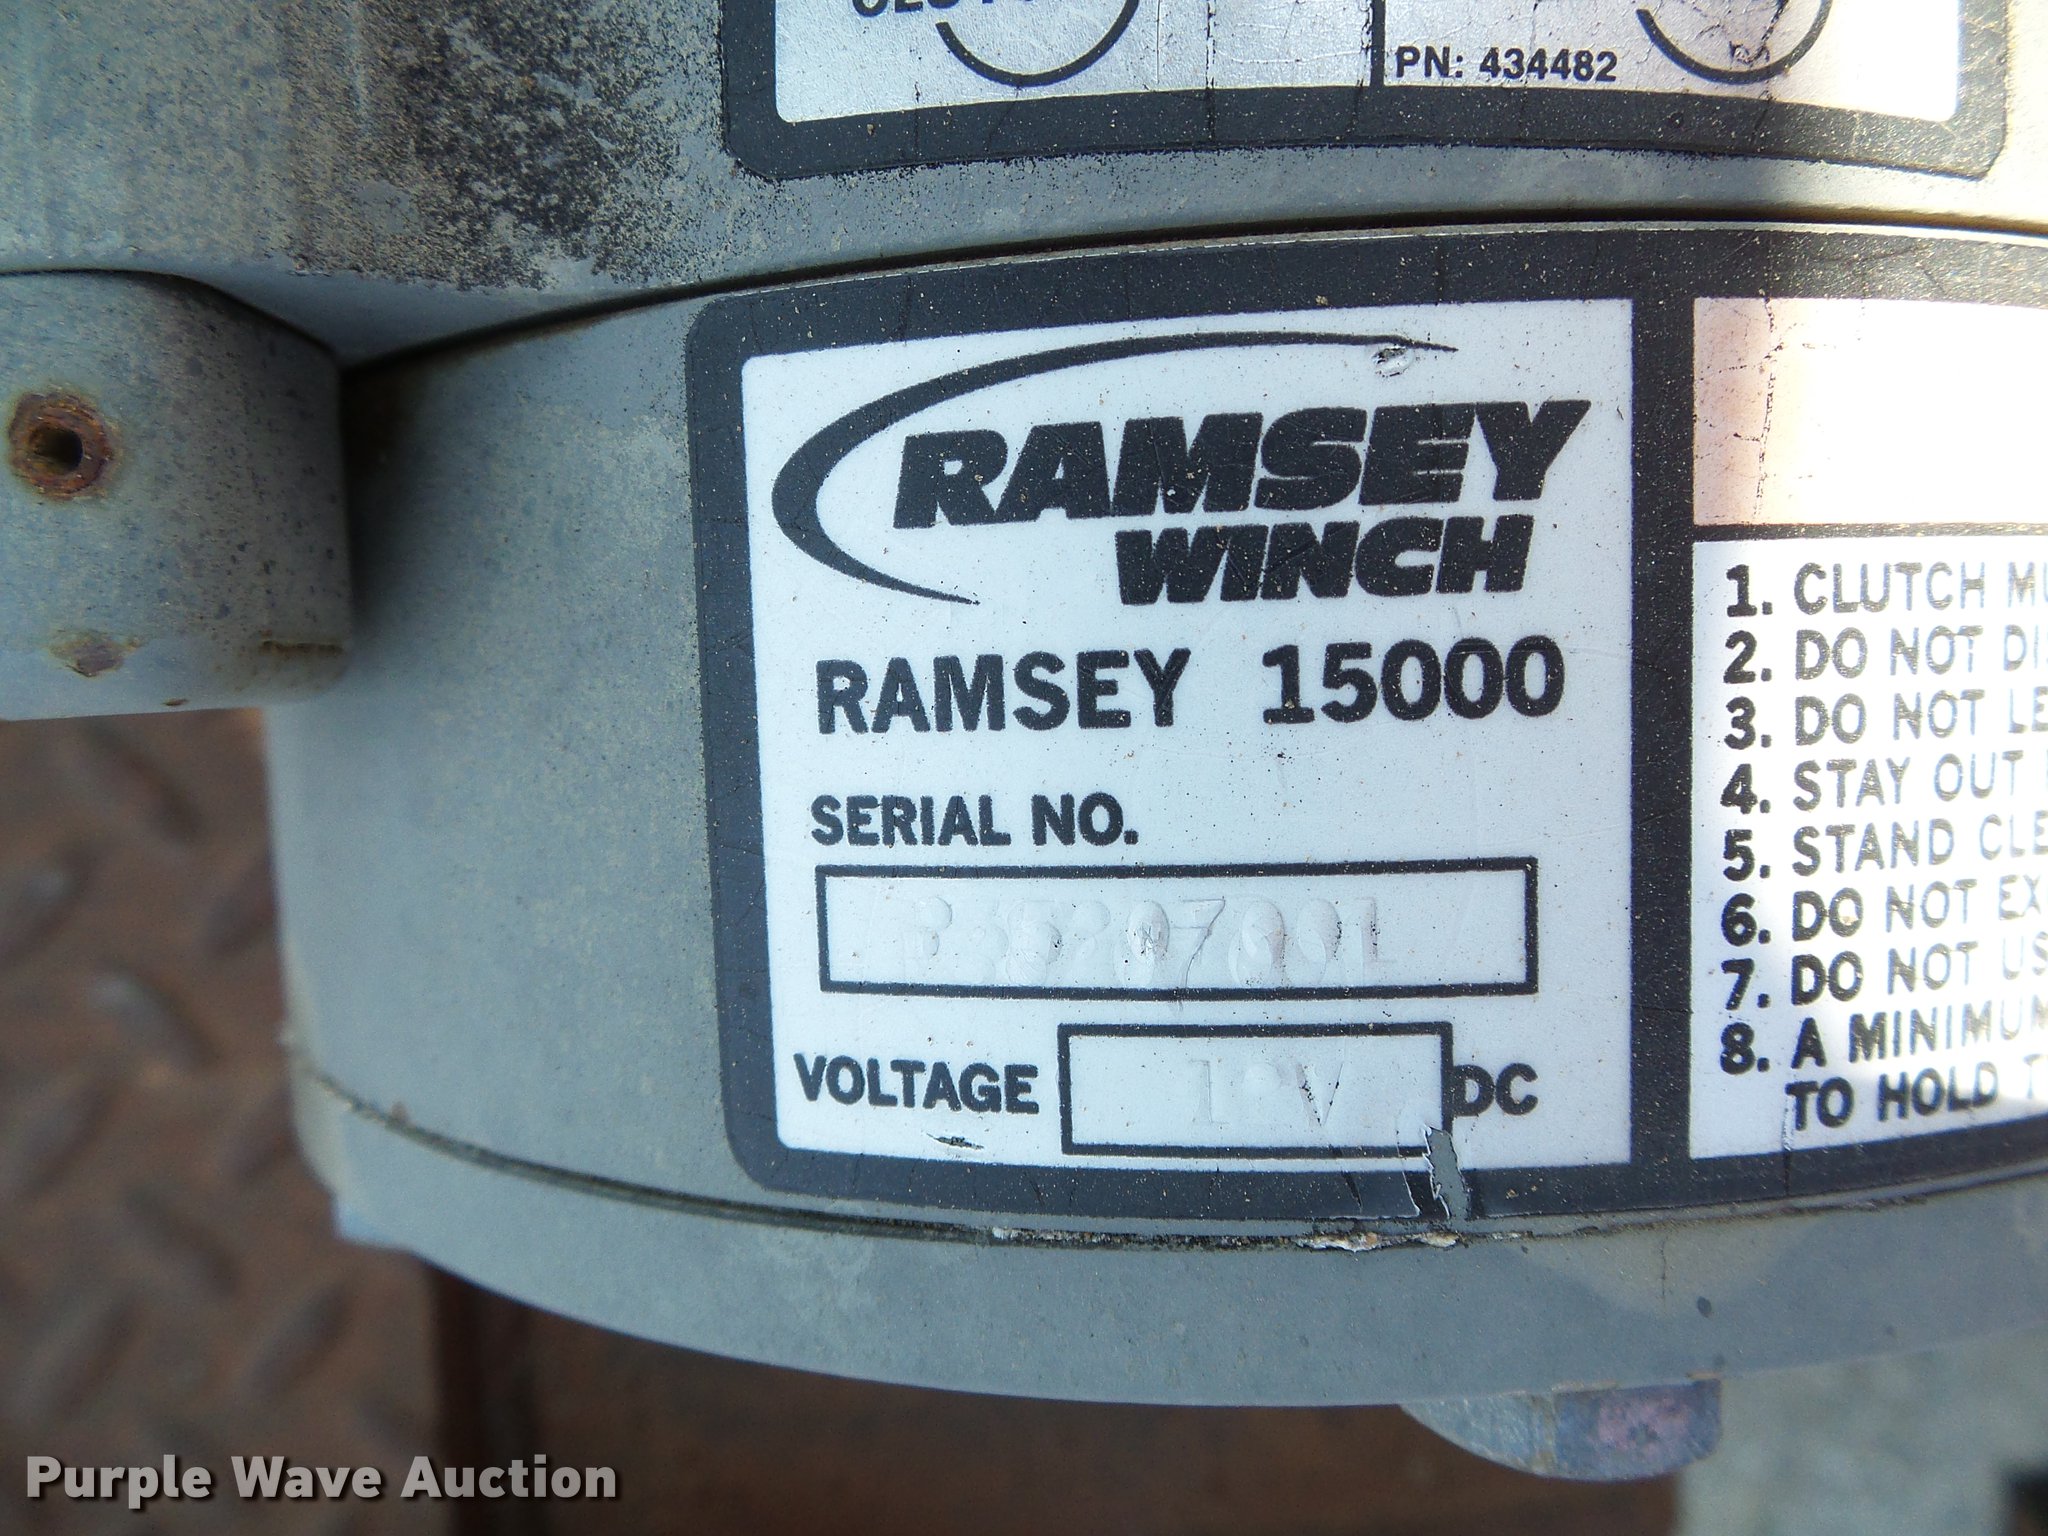 PN: 434482
RAMSEY
WINCH
RAMSEY 15000
SERIAL NO.
VOLTAGE DC
1. CLUTCH
2. DO NOT
3. DO NOT
4. STAY OUT
5. STAND
6. DO NOT
7. DO NOT
8. A MINIMUM
TO HOLD
Purple Wave Auction